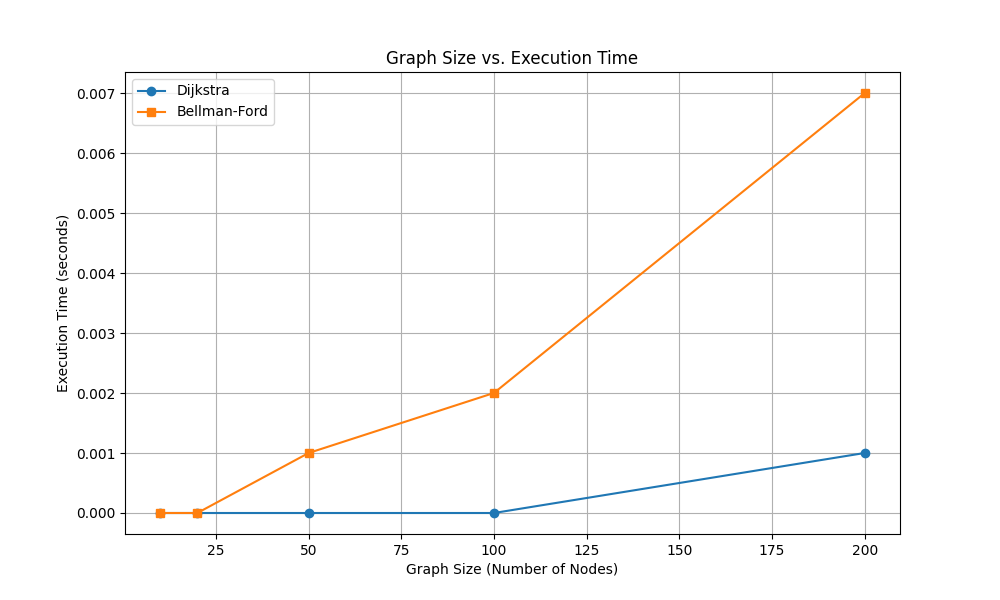 Graph Size vs. Execution Time
Dijkstra
Bellman-Ford
Execution Time (seconds)
0.007
0.006
0.005
0.004
0.003
0.002
0.001
0.000
25 50 75 100 125 150 175 200
Graph Size (Number of Nodes)